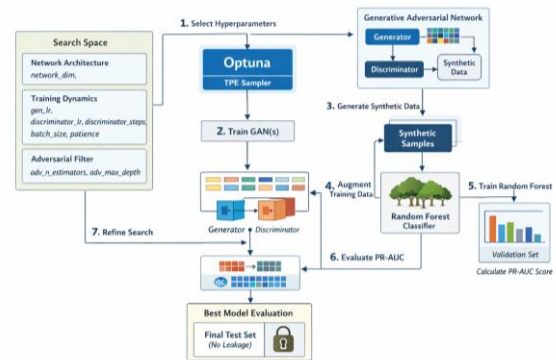 Search Space
Network Architecture
network_dim,
Training Dynamics
gen_lr,
discriminator_lr, discriminator_steps,
batch_size, patience
Adversarial Filter
adv_n_estimators, adv_max_depth
1. Select Hyperparameters
Optuna
TPE Sampler
2. Train GAN(s)
Generator
Discriminator
Generative Adversarial Network
Generator
Discriminator
Synthetic
Data
3. Generate Synthetic Data
Synthetic
Samples
4. Augment
Training Data
Random Forest
Classifier
5. Train Random Forest
Validation Set
Calculate PR-AUC Score
6. Evaluate PR-AUC
7. Refine Search
Best Model Evaluation
Final Test Set
(No Leakage)